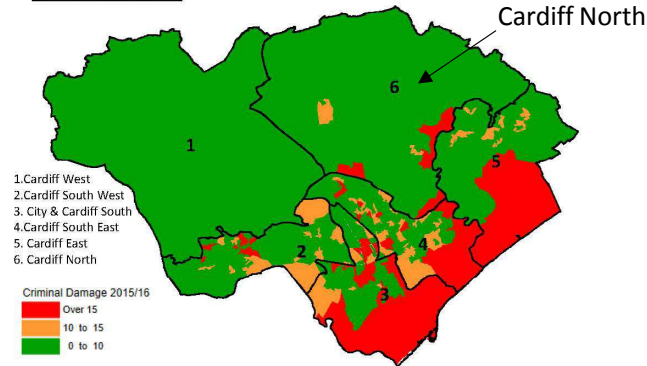 Cardiff North
6
1
5
1.Cardiff West
2.Cardiff South West
3. City & Cardiff South
4.Cardiff South East
5. Cardiff East
6. Cardiff North
4
2
3
Criminal Damage 2015/16
Over 15
10 to 15
0 to 10